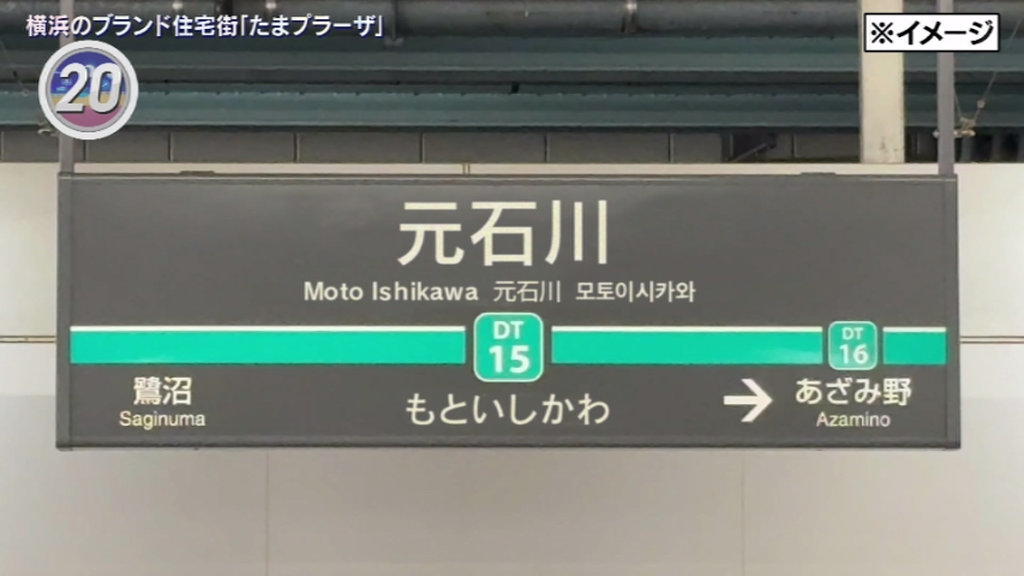 横浜のブランド住宅街「たまプラーザ」
※イメージ
20
元石川
Moto Ishikawa 元石川 모토이시카와
DT
15
DT
16
鷺沼
もといしかわ
→ あざみ野
Saginuma
Azamino